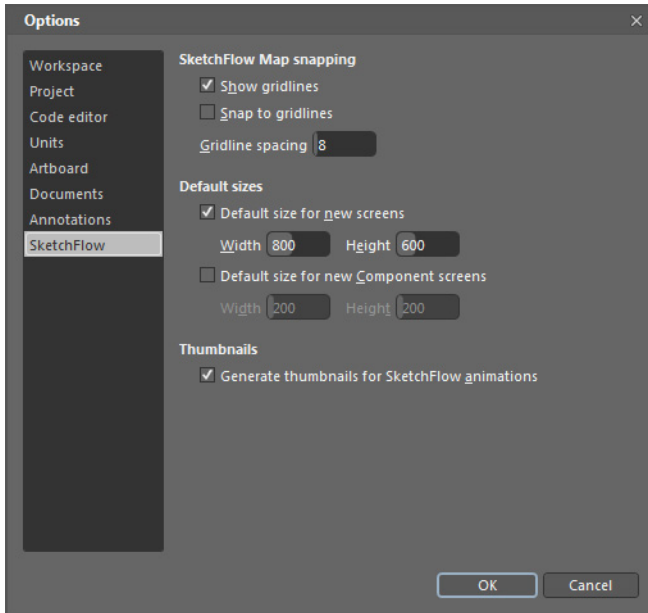 Options
Workspace
Project
Code editor
Units
Artboard
Documents
Annotations
SketchFlow
SketchFlow Map snapping
Show gridlines
Snap to gridlines
Gridline spacing 8
Default sizes
Default size for new screens
Width 800 Height 600
Default size for new Component screens
Width 200 Height 200
Thumbnails
Generate thumbnails for SketchFlow animations
OK Cancel